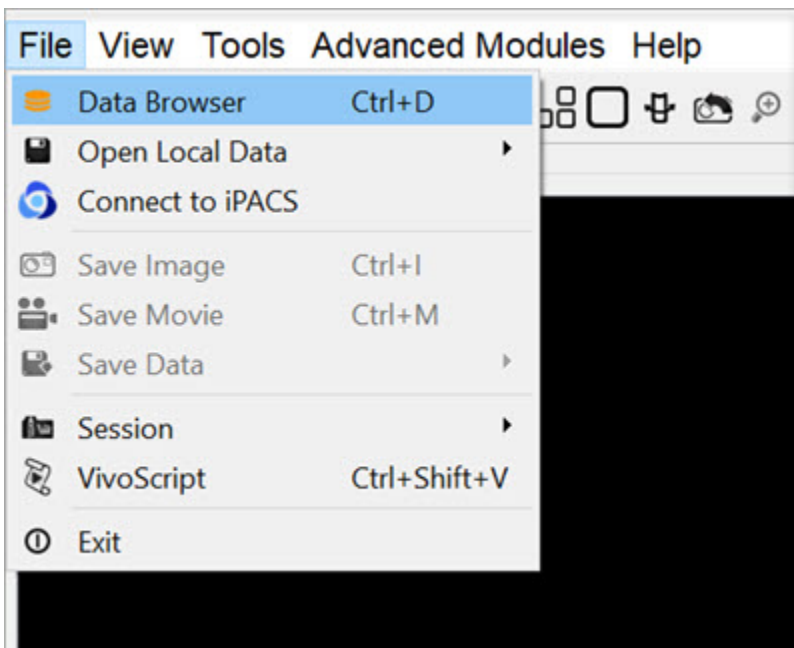 File View Tools Advanced Modules Help
Data Browser Ctrl+D
Open Local Data
Connect to iPACS
Save Image Ctrl+I
Save Movie Ctrl+M
Save Data
Session
VivoScript Ctrl+Shift+V
Exit